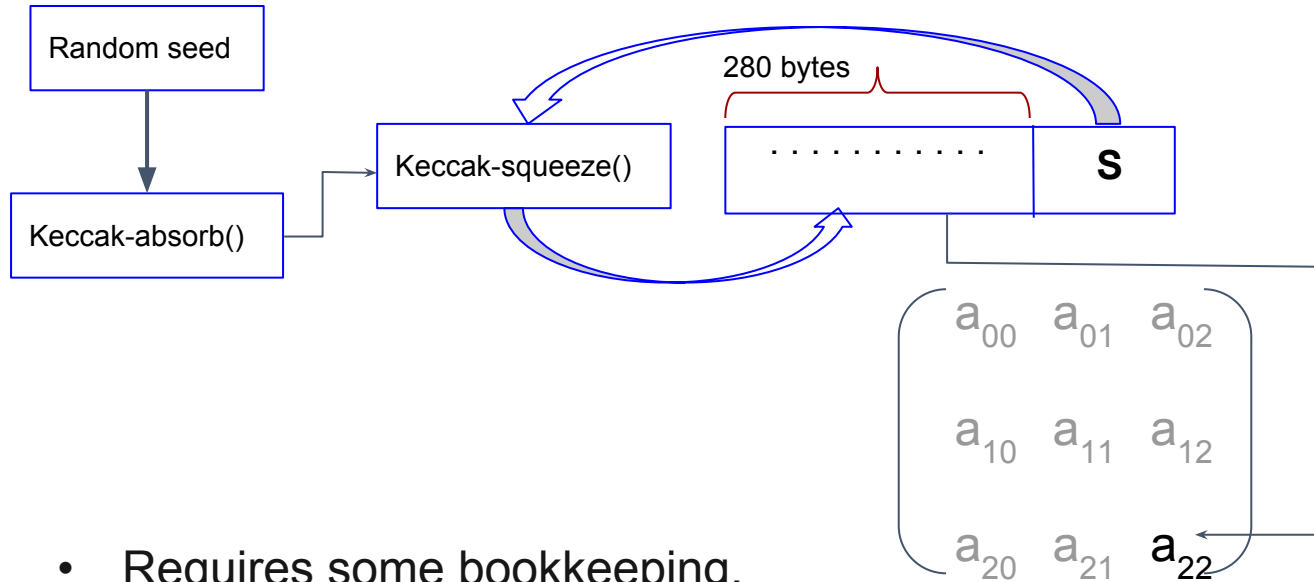 Random seed
280 bytes
Keccak-squeeze()
. . . . . . . . . . .
S
Keccak-absorb()
a₀₀ a₀₁ a₀₂
a₁₀ a₁₁ a₁₂
• Requires some bookkeeping.
a₂₀ a₂₁ a₂₂